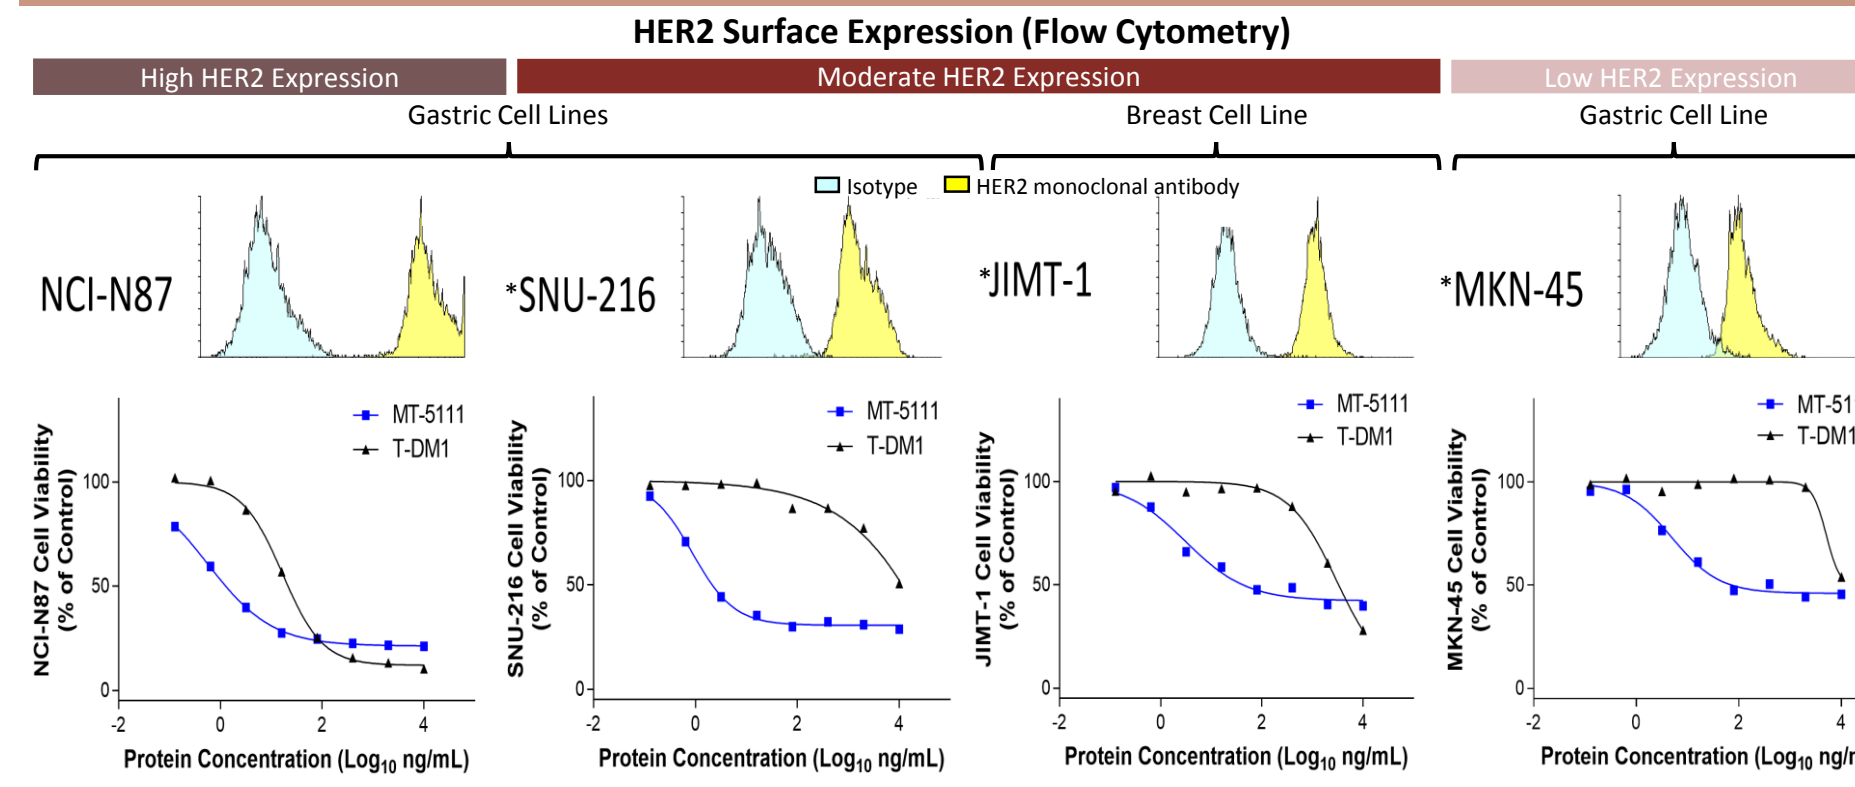 HER2 Surface Expression (Flow Cytometry)
High HER2 Expression
Moderate HER2 Expression
Low HER2 Expression
Gastric Cell Lines
Breast Cell Line
Gastric Cell Line
Isotype
HER2 monoclonal antibody
NCI-N87
*SNU-216
*JIMT-1
*MKN-45
NCI-N87 Cell Viability
(% of Control)
MT-5111
T-DM1
100
50
0
-2 0 2 4
Protein Concentration (Log10 ng/mL)
SNU-216 Cell Viability
(% of Control)
MT-5111
T-DM1
100
50
0
-2 0 2 4
Protein Concentration (Log10 ng/mL)
JIMT-1 Cell Viability
(% of Control)
MT-5111
T-DM1
100
50
0
-2 0 2 4
Protein Concentration (Log10 ng/mL)
MKN-45 Cell Viability
(% of Control)
MT-51
T-DM1
100
50
0
-2 0 2 4
Protein Concentration (Log10 ng/